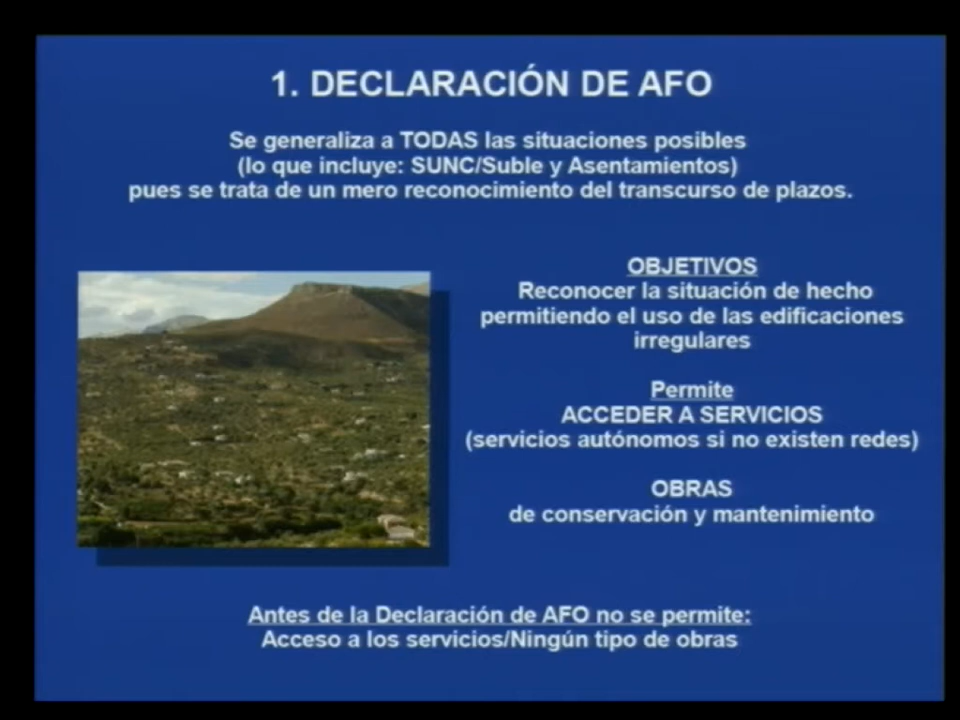 1. DECLARACIÓN DE AFO
Se generaliza a TODAS las situaciones posibles
(lo que incluye: SUNC/Suble y Asentamientos)
pues se trata de un mero reconocimiento del transcurso de plazos.
OBJETIVOS
Reconocer la situación de hecho
permitiendo el uso de las edificaciones
irregulares
Permite
ACCEDER A SERVICIOS
(servicios autónomos si no existen redes)
OBRAS
de conservación y mantenimiento
Antes de la Declaración de AFO no se permite:
Acceso a los servicios/Ningún tipo de obras